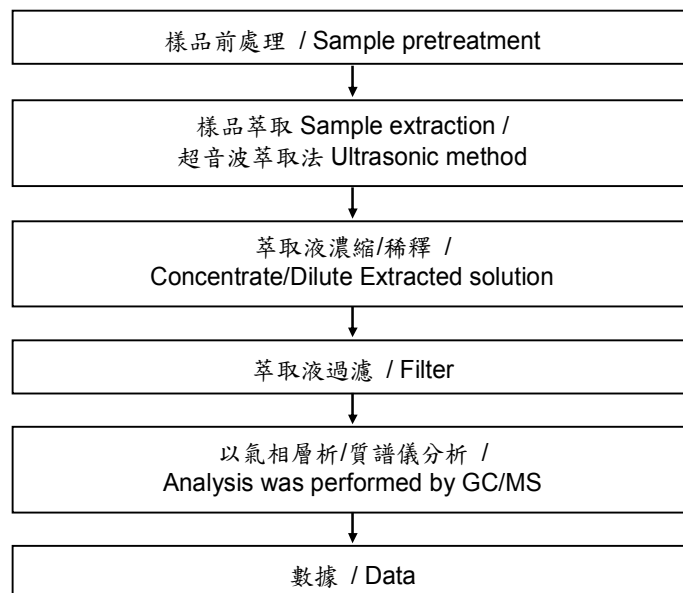 樣品前處理 / Sample pretreatment
樣品萃取 Sample extraction /
超音波萃取法 Ultrasonic method
萃取液濃縮/稀釋 /
Concentrate/Dilute Extracted solution
萃取液過濾 / Filter
以氣相層析/質譜儀分析 /
Analysis was performed by GC/MS
數據 / Data